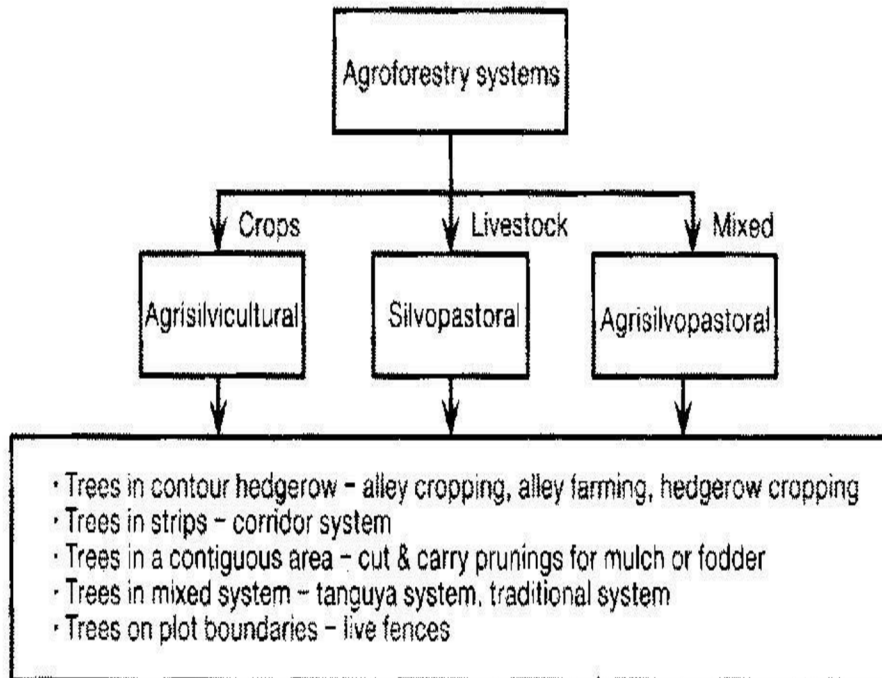 Agroforestry systems
Crops Livestock Mixed
Agrisilvicultural Silvopastoral Agrisilvopastoral
· Trees in contour hedgerow – alley cropping, alley farming, hedgerow cropping
· Trees in strips – corridor system
· Trees in a contiguous area – cut & carry prunings for mulch or fodder
· Trees in mixed system – tanguya system, traditional system
· Trees on plot boundaries – live fences